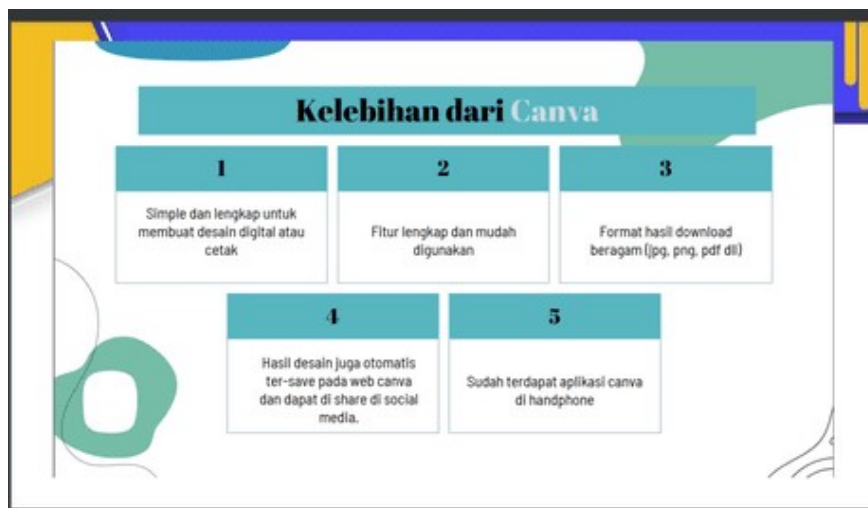 Kelebihan dari Canva
1
Simple dan lengkap untuk
membuat desain digital atau
cetak
2
Fitur lengkap dan mudah
digunakan
3
Format hasil download
beragam (jpg, png, pdf dll)
4
Hasil desain juga otomatis
ter-save pada web canva
dan dapat di share di social
media.
5
Sudah terdapat aplikasi canva
di handphone